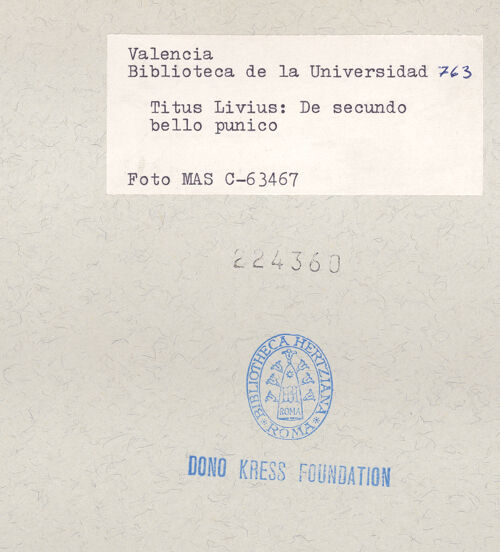 Valencia
Biblioteca de la Universidad 763
Titus Livius: De secundo
bello punico
Foto MAS C-63467
224360
BIBLIOTHECA HERTZIANA
ROMA
ROMA
DONO KRESS FOUNDATION